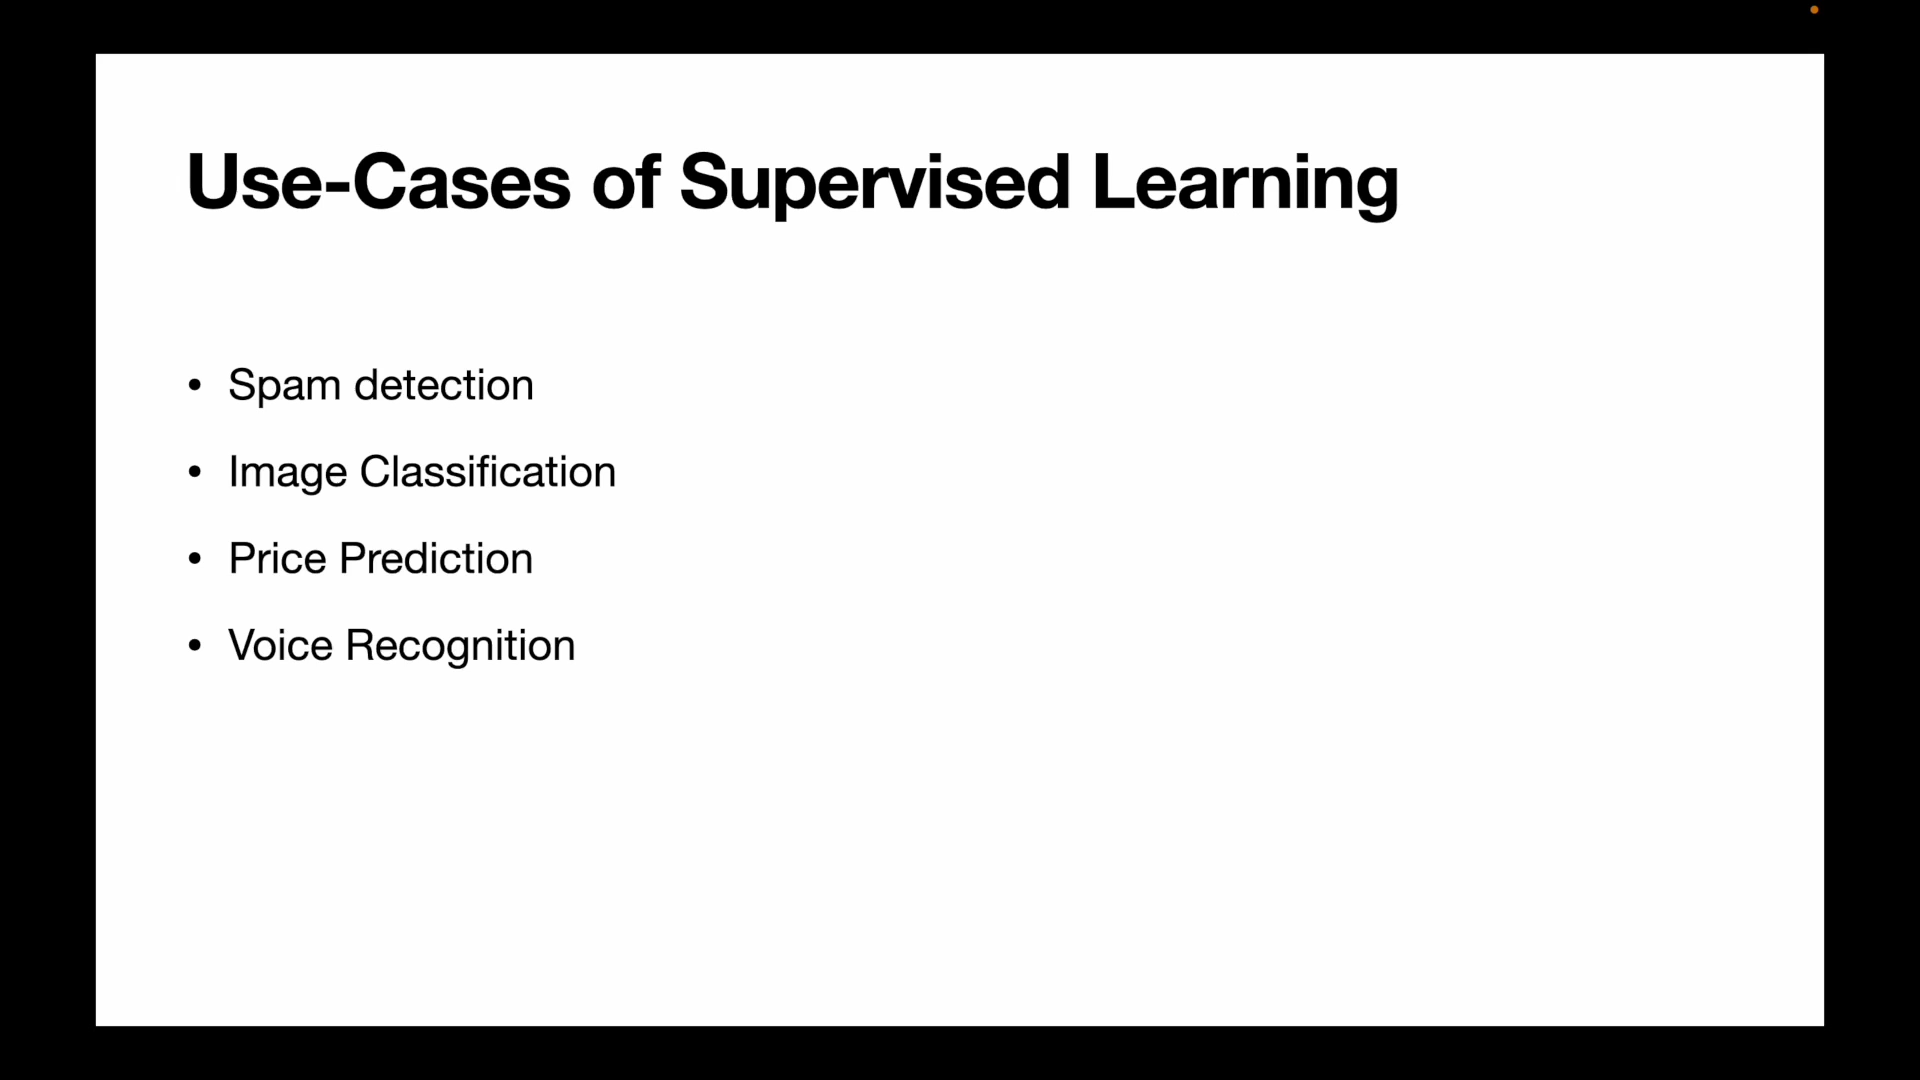 Use-Cases of Supervised Learning
• Spam detection
• Image Classification
• Price Prediction
• Voice Recognition